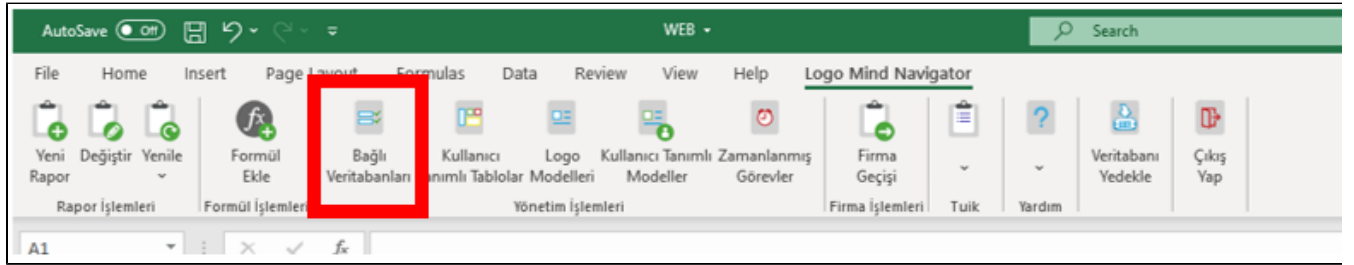 AutoSave Off WEB Search
File Home Insert Page Layout Formulas Data Review View Help Logo Mind Navigator
Yeni Değiştir Yenile Formül Bağlı Kullanıcı Logo Kullanıcı Tanımlı Zamanlanmış Firma Veritabanı Çıkış
Rapor Ekle Veritabanları Tanımlı Tablolar Modelleri Modeller Görevler Geçişi Yedekle Yap
Rapor İşlemleri Formül İşlemleri Yönetim İşlemleri Firma İşlemleri Tuik Yardım
A1 fx